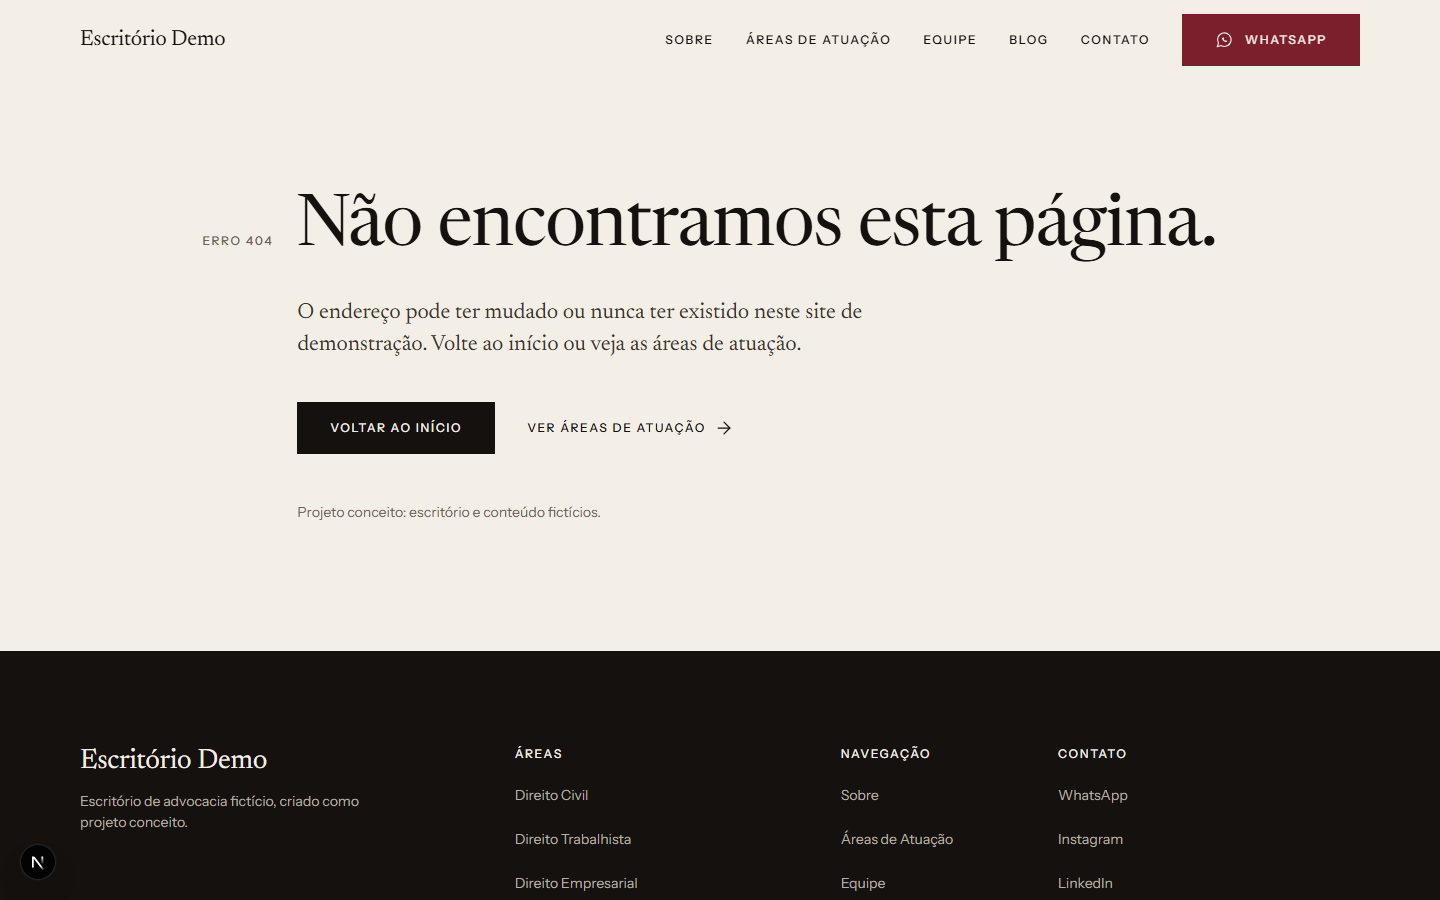 Escritório Demo
SOBRE
ÁREAS DE ATUAÇÃO
EQUIPE
BLOG
CONTATO
WHATSAPP
ERRO 404
Não encontramos esta página.
O endereço pode ter mudado ou nunca ter existido neste site de
demonstração. Volte ao início ou veja as áreas de atuação.
VOLTAR AO INÍCIO
VER ÁREAS DE ATUAÇÃO
Projeto conceito: escritório e conteúdo fictícios.
Escritório Demo
Escritório de advocacia fictício, criado como
projeto conceito.
ÁREAS
Direito Civil
Direito Trabalhista
Direito Empresarial
NAVEGAÇÃO
Sobre
Áreas de Atuação
Equipe
CONTATO
WhatsApp
Instagram
LinkedIn
N